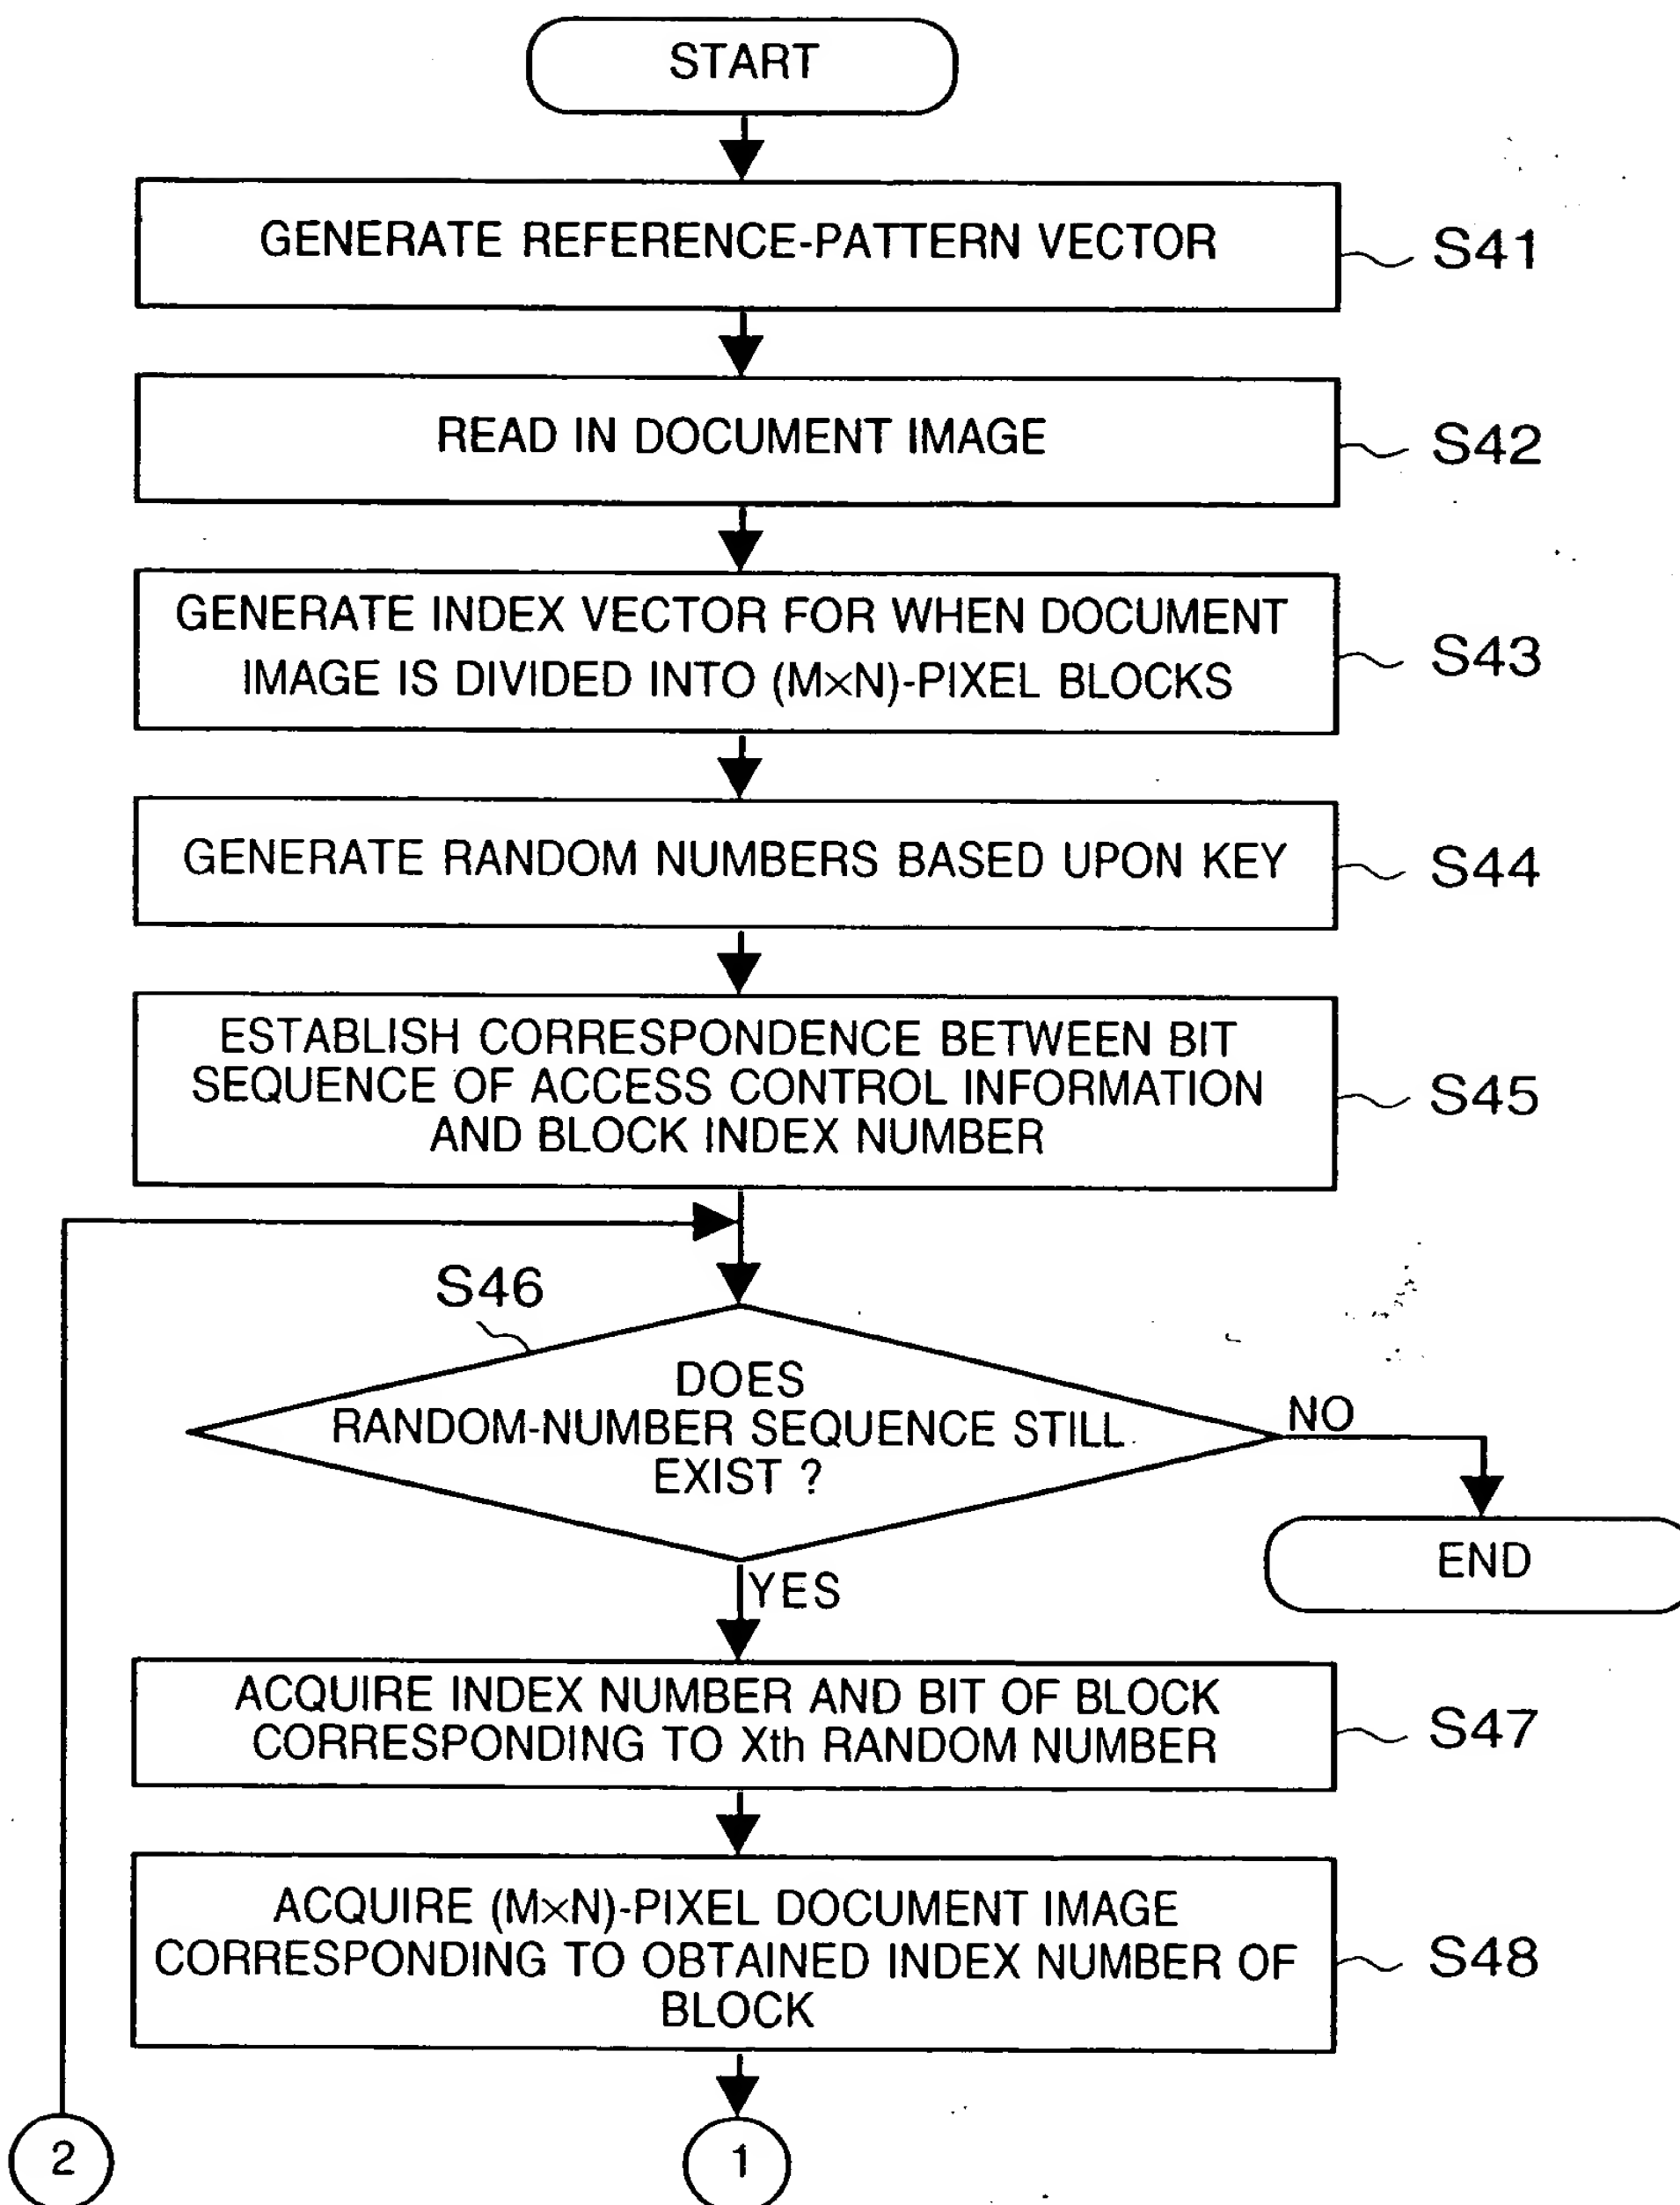 START
GENERATE REFERENCE-PATTERN VECTOR
S41
READ IN DOCUMENT IMAGE
S42
GENERATE INDEX VECTOR FOR WHEN DOCUMENT
IMAGE IS DIVIDED INTO (M×N)-PIXEL BLOCKS
S43
GENERATE RANDOM NUMBERS BASED UPON KEY
S44
ESTABLISH CORRESPONDENCE BETWEEN BIT
SEQUENCE OF ACCESS CONTROL INFORMATION
AND BLOCK INDEX NUMBER
S45
S46
DOES
RANDOM-NUMBER SEQUENCE STILL
EXIST ?
NO
END
YES
ACQUIRE INDEX NUMBER AND BIT OF BLOCK
CORRESPONDING TO Xth RANDOM NUMBER
S47
ACQUIRE (M×N)-PIXEL DOCUMENT IMAGE
CORRESPONDING TO OBTAINED INDEX NUMBER OF
BLOCK
S48
2
1